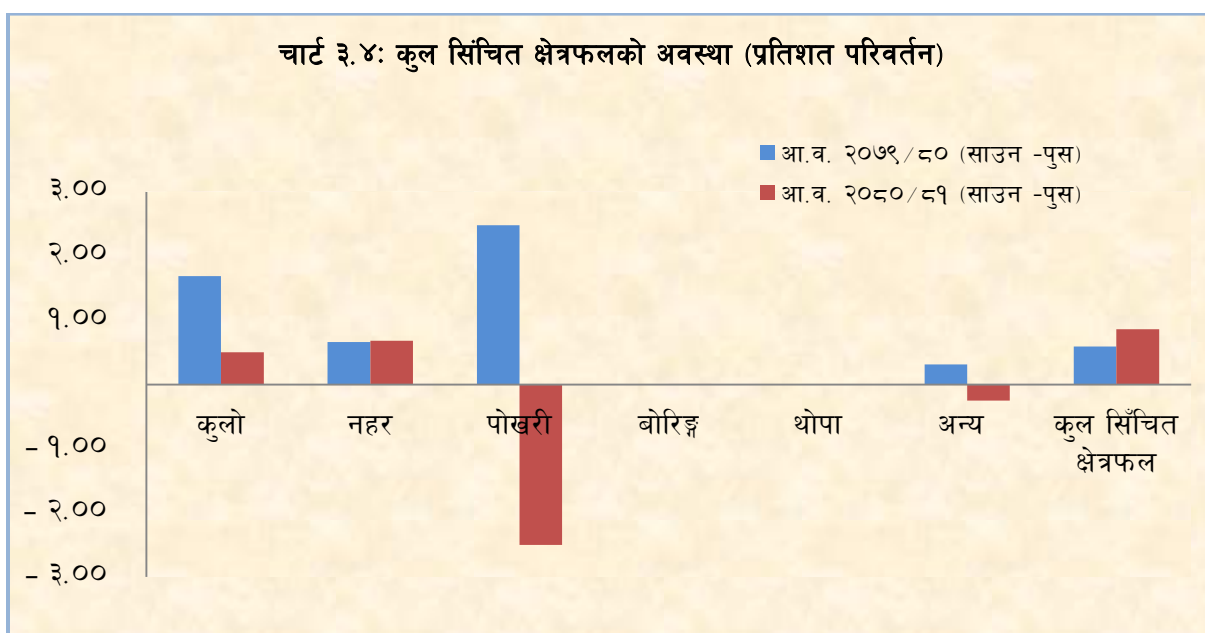 चार्ट ३.४: कुल सिंचित क्षेत्रफलको अवस्था (प्रतिशत परिवर्तन)
आ.व. २०७९/८० (साउन -पुस)
आ.व. २०८०/८१ (साउन -पुस)
३.००
२.००
१.००
- १.००
- २.००
- ३.००
कुलो नहर पोखरी बोरिङ्ग थोपा अन्य कुल सिँचित
क्षेत्रफल